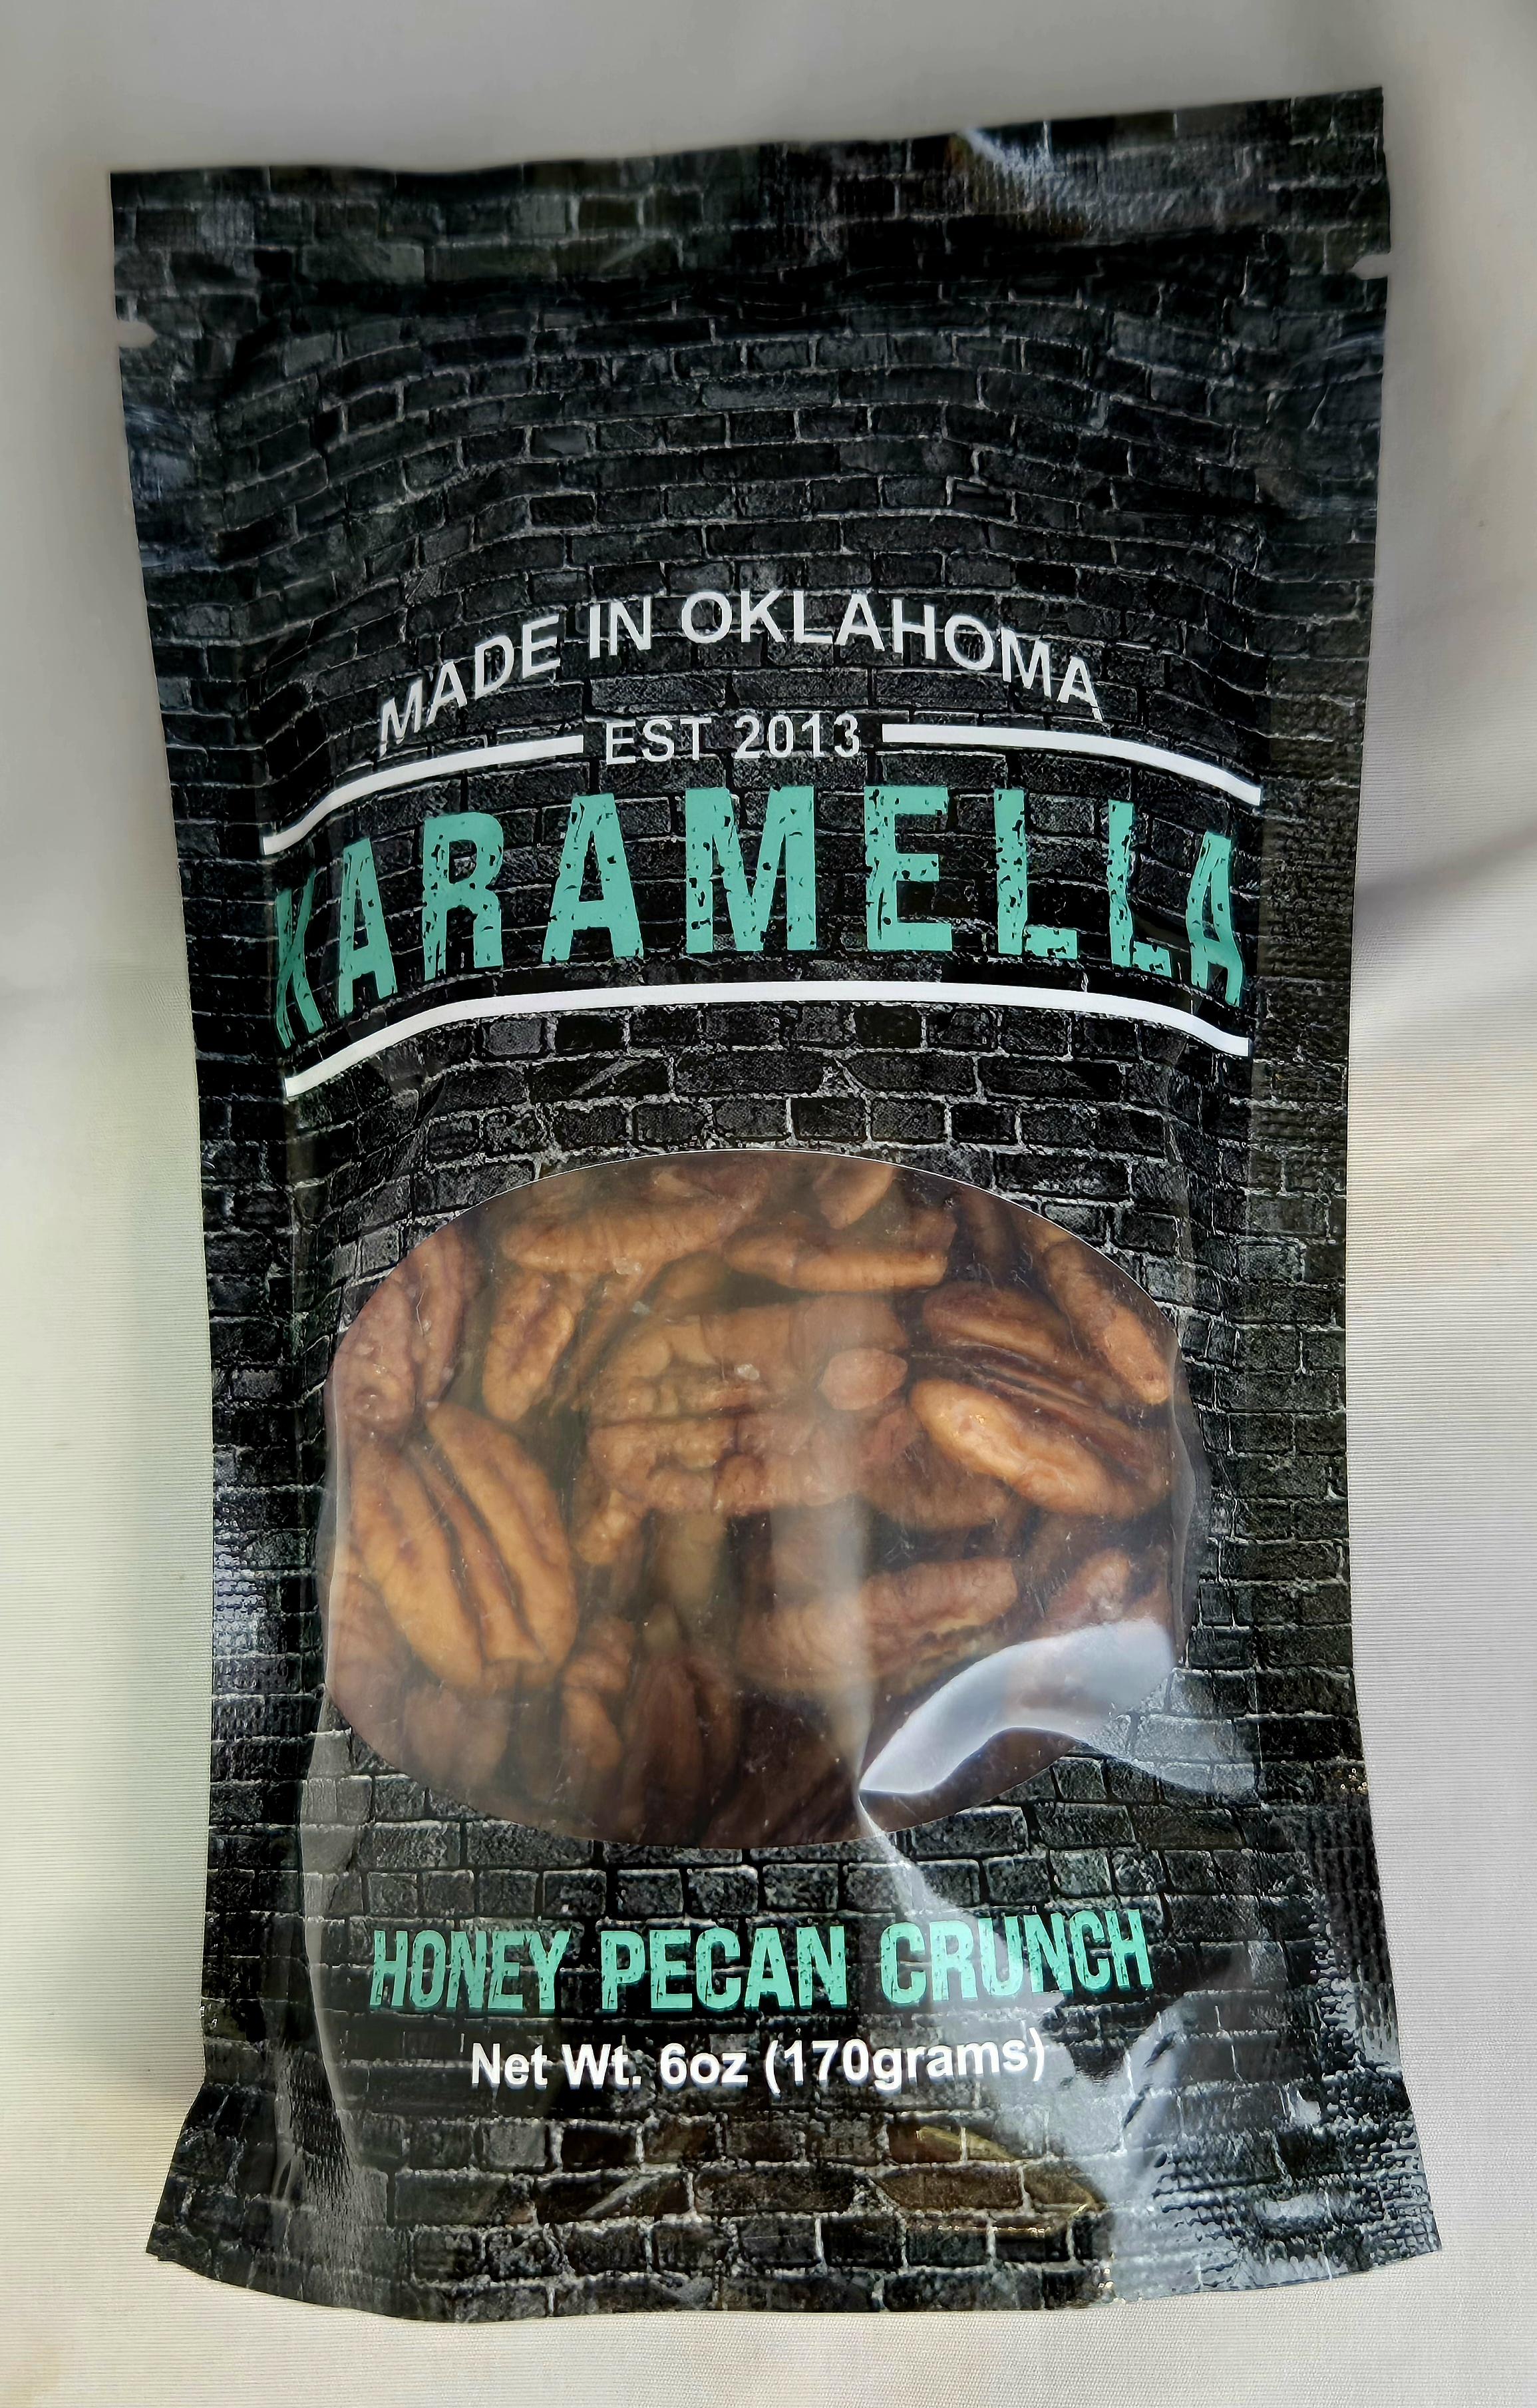 MADE IN OKLAHOMA
EST 2013
KARAMELLA
HONEY PECAN CRUNCH
Net Wt. 6oz (170grams)